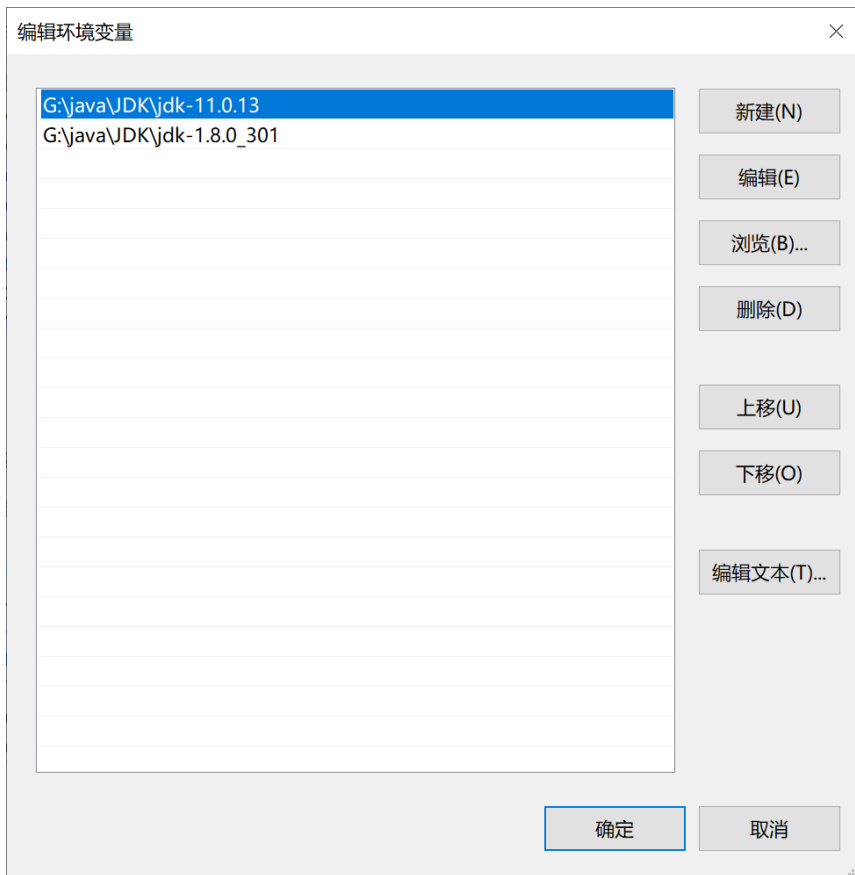 编辑环境变量
G:\java\JDK\jdk-11.0.13
G:\java\JDK\jdk-1.8.0_301
新建(N)
编辑(E)
浏览(B)...
删除(D)
上移(U)
下移(O)
编辑文本(T)...
确定
取消